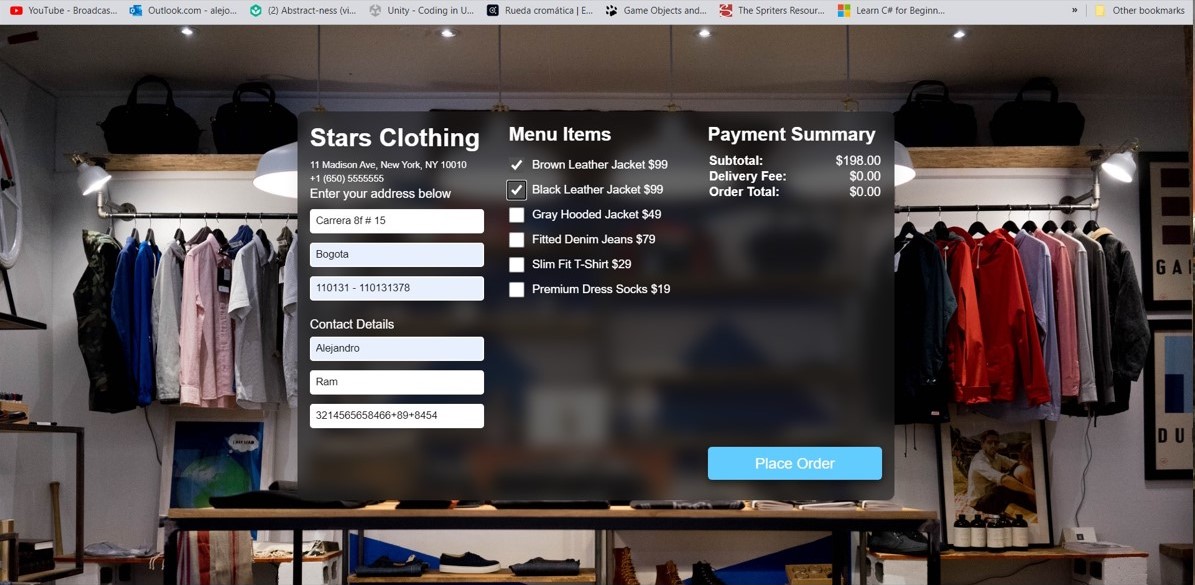 YouTube - Broadcas...
Outlook.com - alejo...
(2) Abstract-ness (vi...
Unity - Coding in U...
Rueda cromática | E...
Game Objects and...
The Spriters Resour...
Learn C# for Beginn...
»
Other bookmarks
Stars Clothing
11 Madison Ave, New York, NY 10010
+1 (650) 5555555
Enter your address below
Carrera 8f # 15
Bogota
110131 - 110131378
Contact Details
Alejandro
Ram
3214565658466+89+8454
Menu Items
Brown Leather Jacket $99
Black Leather Jacket $99
Gray Hooded Jacket $49
Fitted Denim Jeans $79
Slim Fit T-Shirt $29
Premium Dress Socks $19
Payment Summary
Subtotal: $198.00
Delivery Fee: $0.00
Order Total: $0.00
Place Order
GA
DU